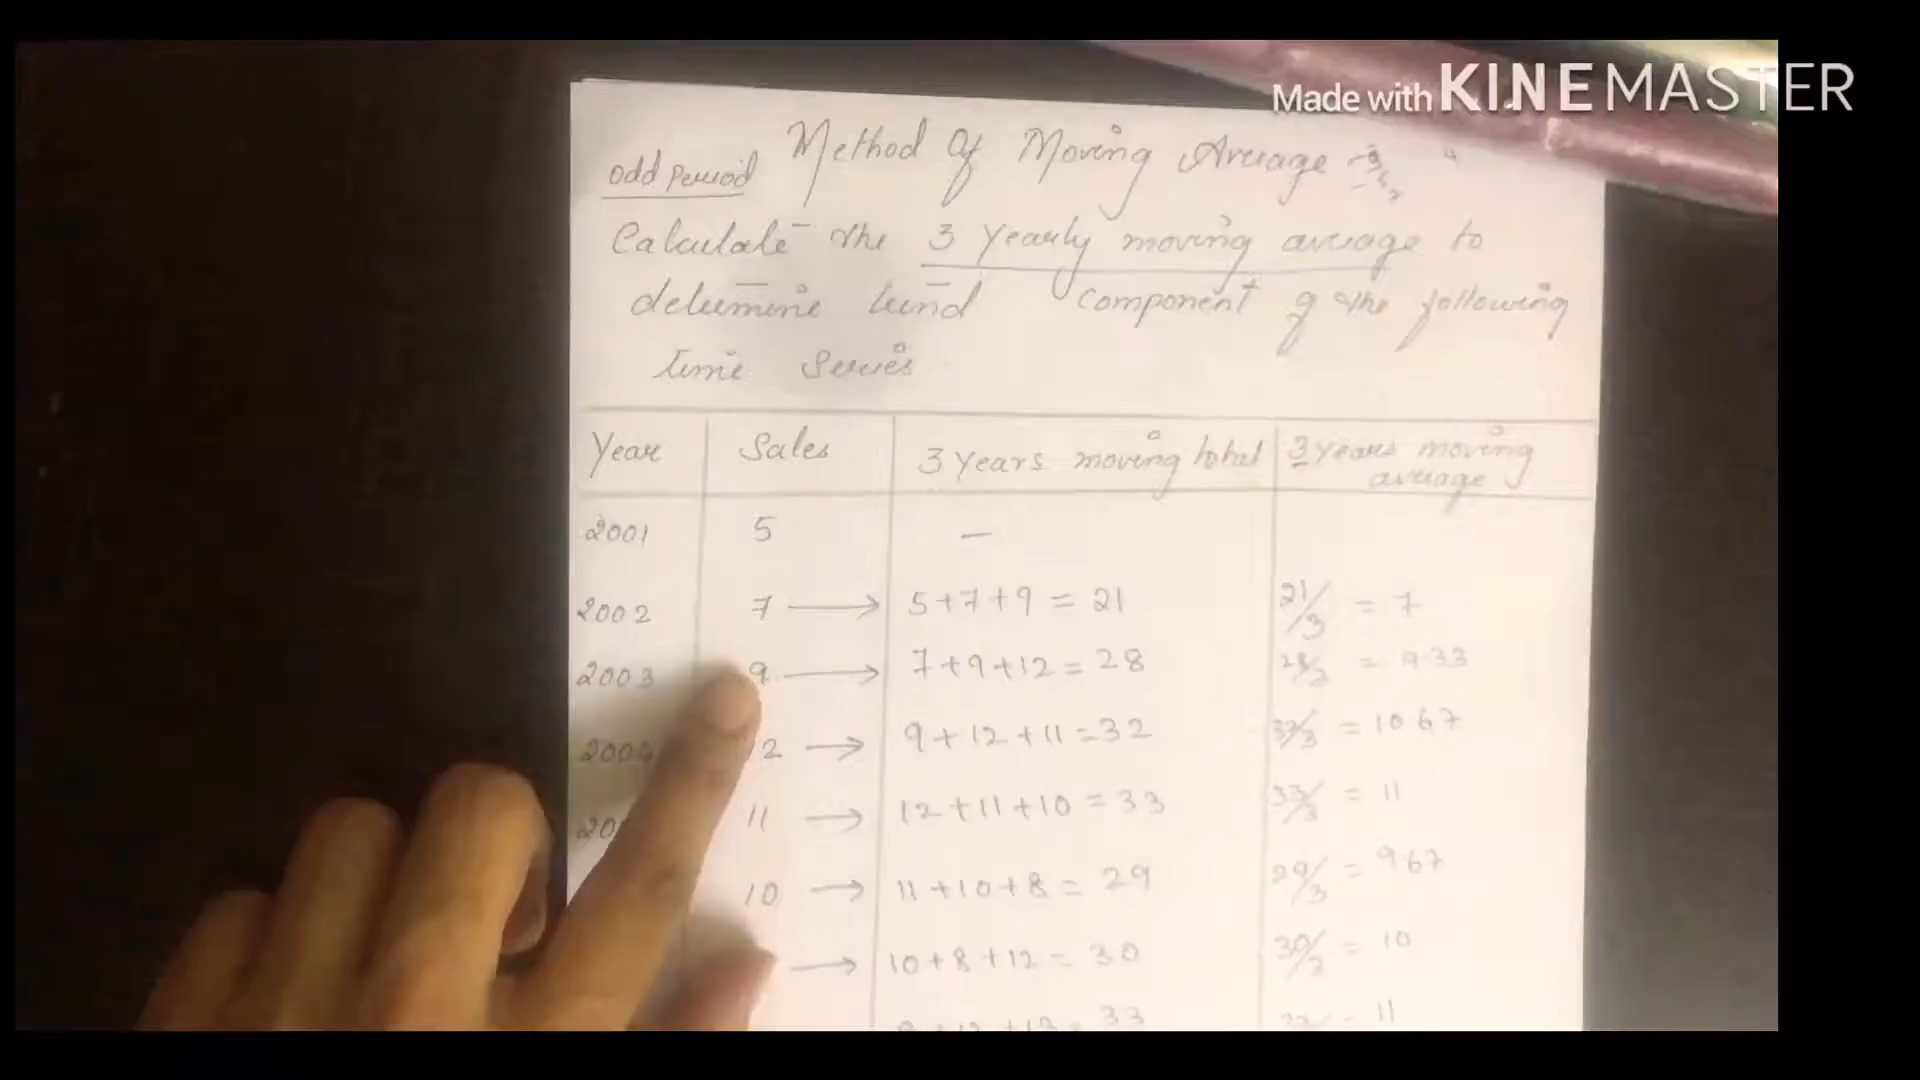 Made with KINEMASTER
Method Of Moving Average
odd Period
Calculate the 3 Yearly moving average to
determine trend component of the following
time Series
Year Sales 3 Years moving total 3 years moving average
2001 5 —
2002 7 → 5+7+9 = 21 21/3 = 7
2003 9 → 7+9+12 = 28 28/3 = 9.33
2004 2 → 9+12+11 = 32 32/3 = 10.67
20 11 → 12+11+10 = 33 33/3 = 11
10 → 11+10+8 = 29 29/3 = 9.67
→ 10+8+12 = 30 30/3 = 10
33 = 11